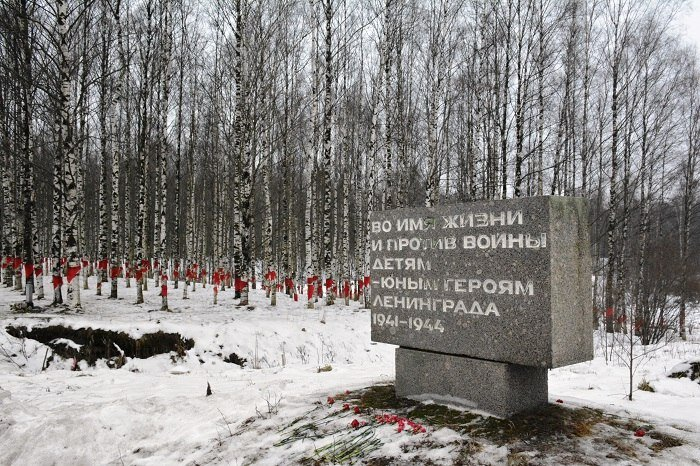 ВО ИМЯ ЖИЗНИ
И ПРОТИВ ВОЙНЫ
ДЕТЯМ
-ЮНЫМ ГЕРОЯМ
ЛЕНИНГРАДА
1941-1944